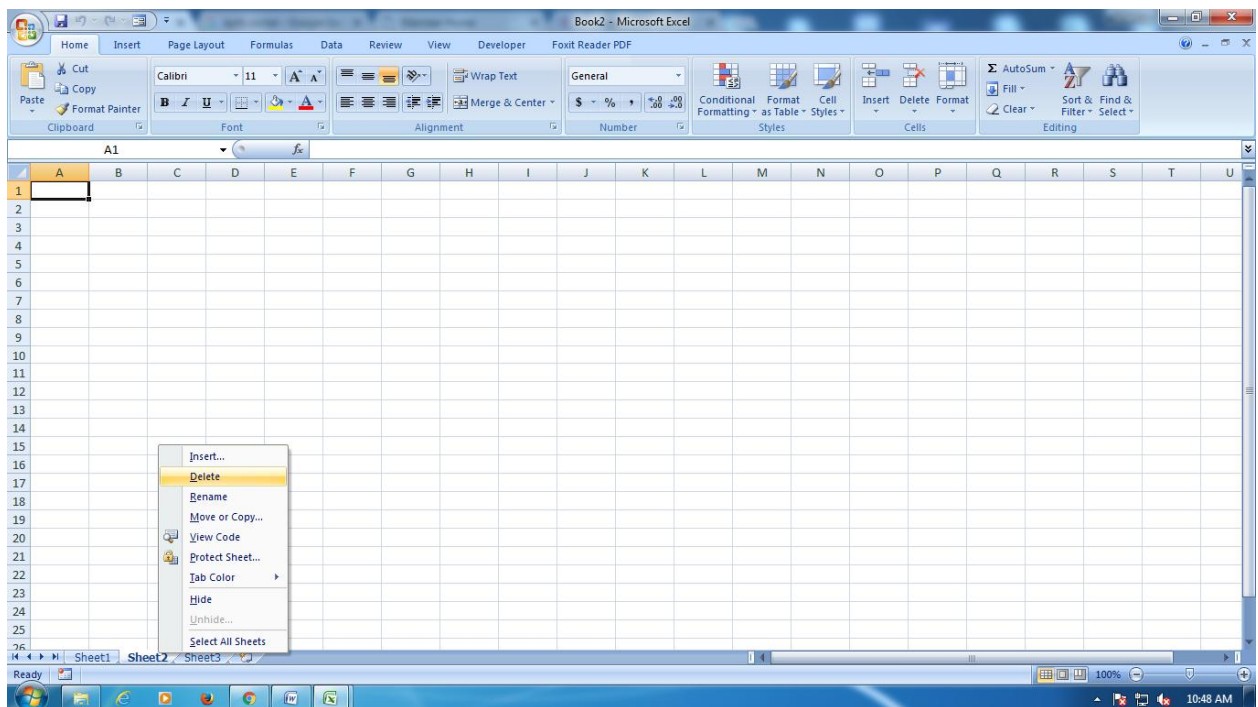 Book2 - Microsoft Excel
Home Insert Page Layout Formulas Data Review View Developer Foxit Reader PDF
Paste
Cut
Copy
Format Painter
Clipboard
Calibri 11
B I U
Font
Wrap Text
Merge & Center
Alignment
General
$ % , .00 .0
Number
Conditional Formatting
Format as Table
Cell Styles
Styles
Insert Delete Format
Cells
Σ AutoSum
Fill
Clear
Sort & Filter
Find & Select
Editing
A1 fx
A B C D E F G H I J K L M N O P Q R S T U
1
2
3
4
5
6
7
8
9
10
11
12
13
14
15
16
17
18
19
20
21
22
23
24
25
26
Insert...
Delete
Rename
Move or Copy...
View Code
Protect Sheet...
Tab Color
Hide
Unhide...
Select All Sheets
Sheet1 Sheet2 Sheet3
Ready 100%
10:48 AM